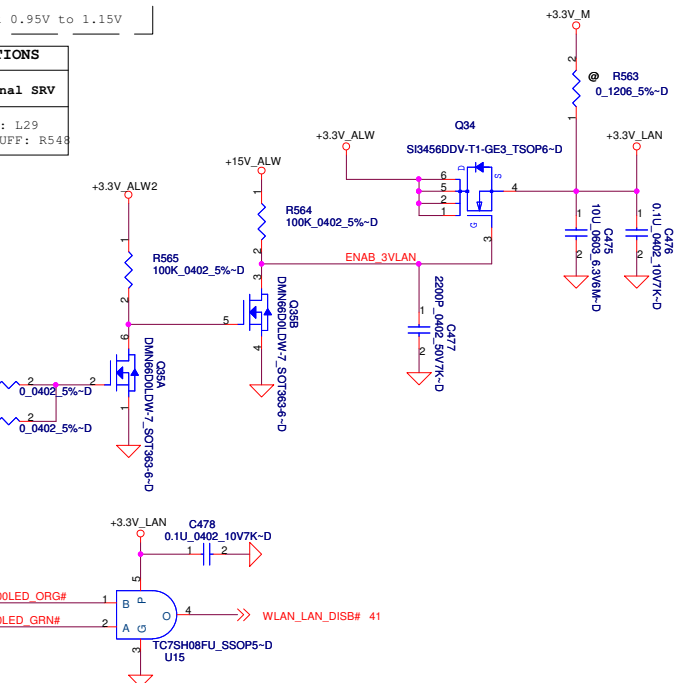 0.95V to 1.15V
TIONS
nal SRV
: L29
UFF: R548
+3.3V_M
2
@ R563
0_1206_5%~D
1
+3.3V_ALW
Q34
SI3456DDV-T1-GE3_TSOP6~D
+3.3V_LAN
D
S
6
5
2
1
4
G
3
1
2
C475
10U_0603_6.3V6M~D
1
2
C476
0.1U_0402_10V7K~D
+15V_ALW
1
R564
100K_0402_5%~D
2
ENAB_3VLAN
+3.3V_ALW2
1
R565
100K_0402_5%~D
2
3
5
4
Q35B
DMN66D0LDW-7_SOT363-6~D
1
2
C477
2200P_0402_50V7K~D
6
2
1
Q35A
DMN66D0LDW-7_SOT363-6~D
2
0_0402_5%~D
2
0_0402_5%~D
+3.3V_LAN
C478
0.1U_0402_10V7K~D
1
2
5
00LED_ORG#
1
B
P
O
4
WLAN_LAN_DISB# 41
0LED_GRN#
2
A
G
3
TC7SH08FU_SSOP5~D
U15